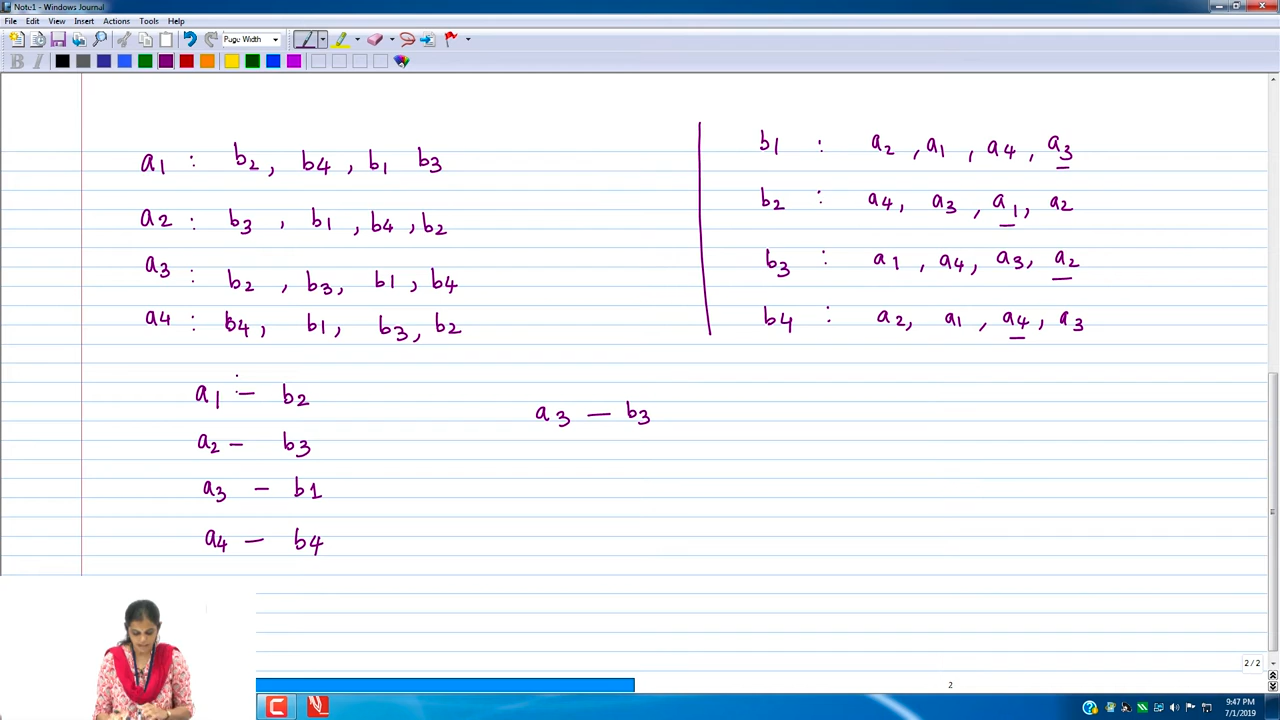 Note1 - Windows Journal
File Edit View Insert Actions Tools Help
Page Width
B I
a1 : b2, b4, b1 b3
a2 : b3 , b1, b4, b2
a3 : b2 , b3, b1, b4
a4 : b4, b1, b3, b2
b1 : a2, a1, a4, a3
b2 : a4, a3, a1, a2
b3 : a1, a4, a3, a2
b4 : a2, a1, a4, a3
a1 – b2
a2 – b3
a3 – b1
a4 – b4
a3 — b3
2/2
2
9:47 PM
7/1/2019